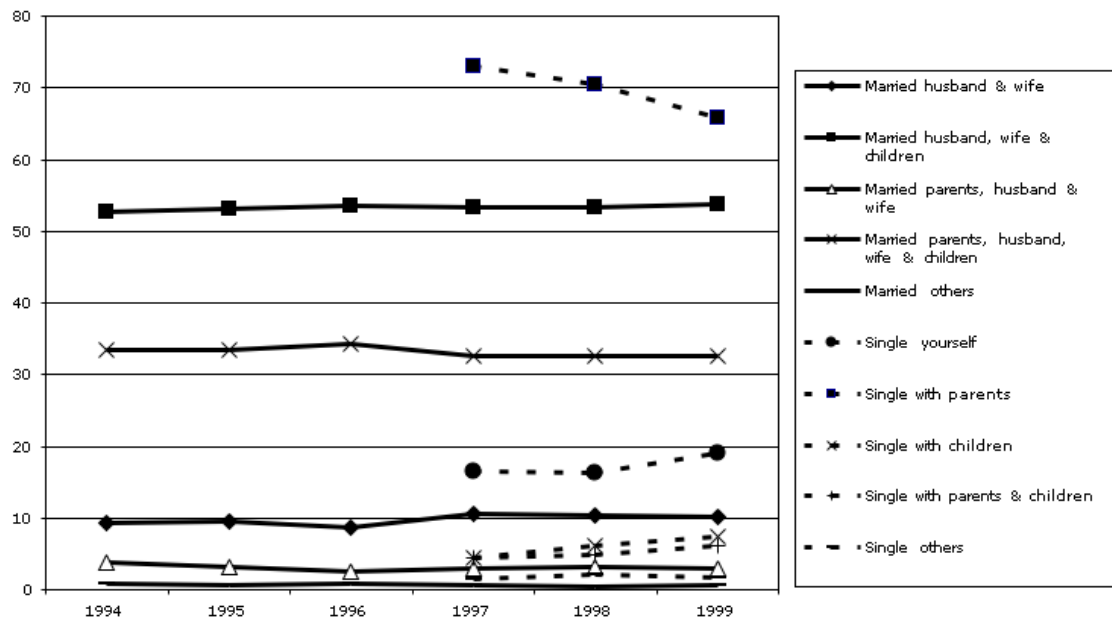 80
70
60
50
40
30
20
10
0
1994 1995 1996 1997 1998 1999
Married husband & wife
Married husband, wife &
children
Married parents, husband &
wife
Married parents, husband,
wife & children
Married others
Single yourself
Single with parents
Single with children
Single with parents & children
Single others